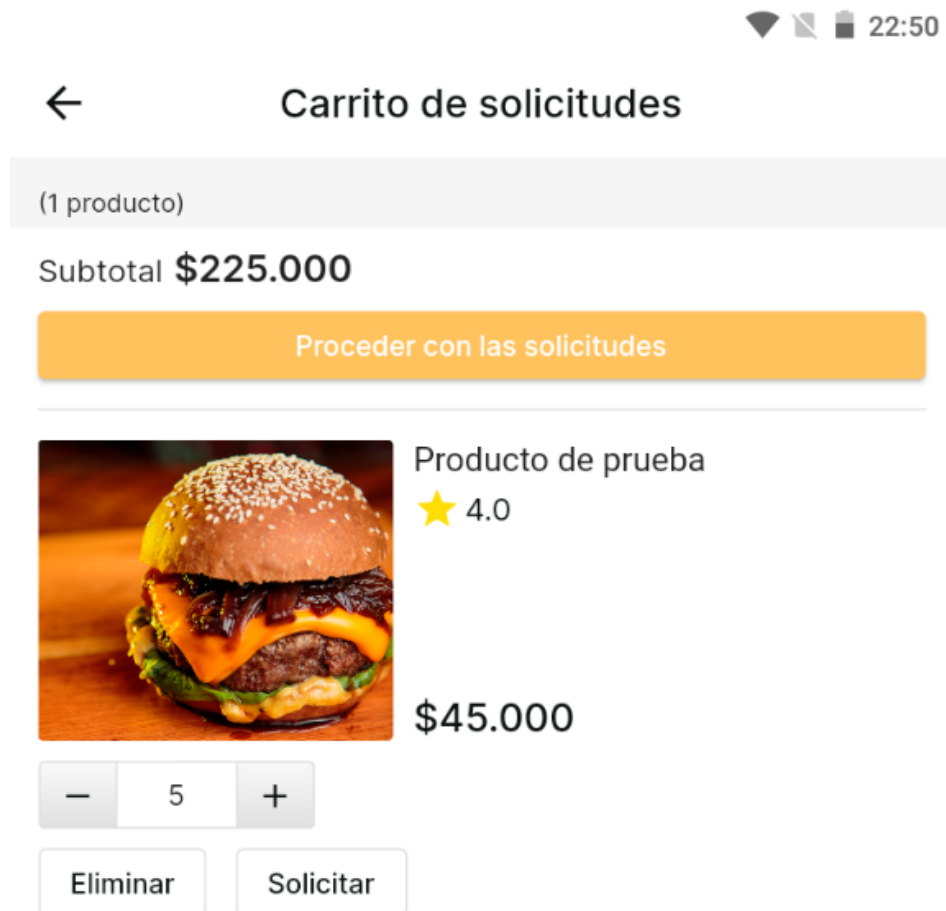 22:50
Carrito de solicitudes
(1 producto)
Subtotal $225.000
Proceder con las solicitudes
Producto de prueba
4.0
$45.000
− 5 +
Eliminar Solicitar